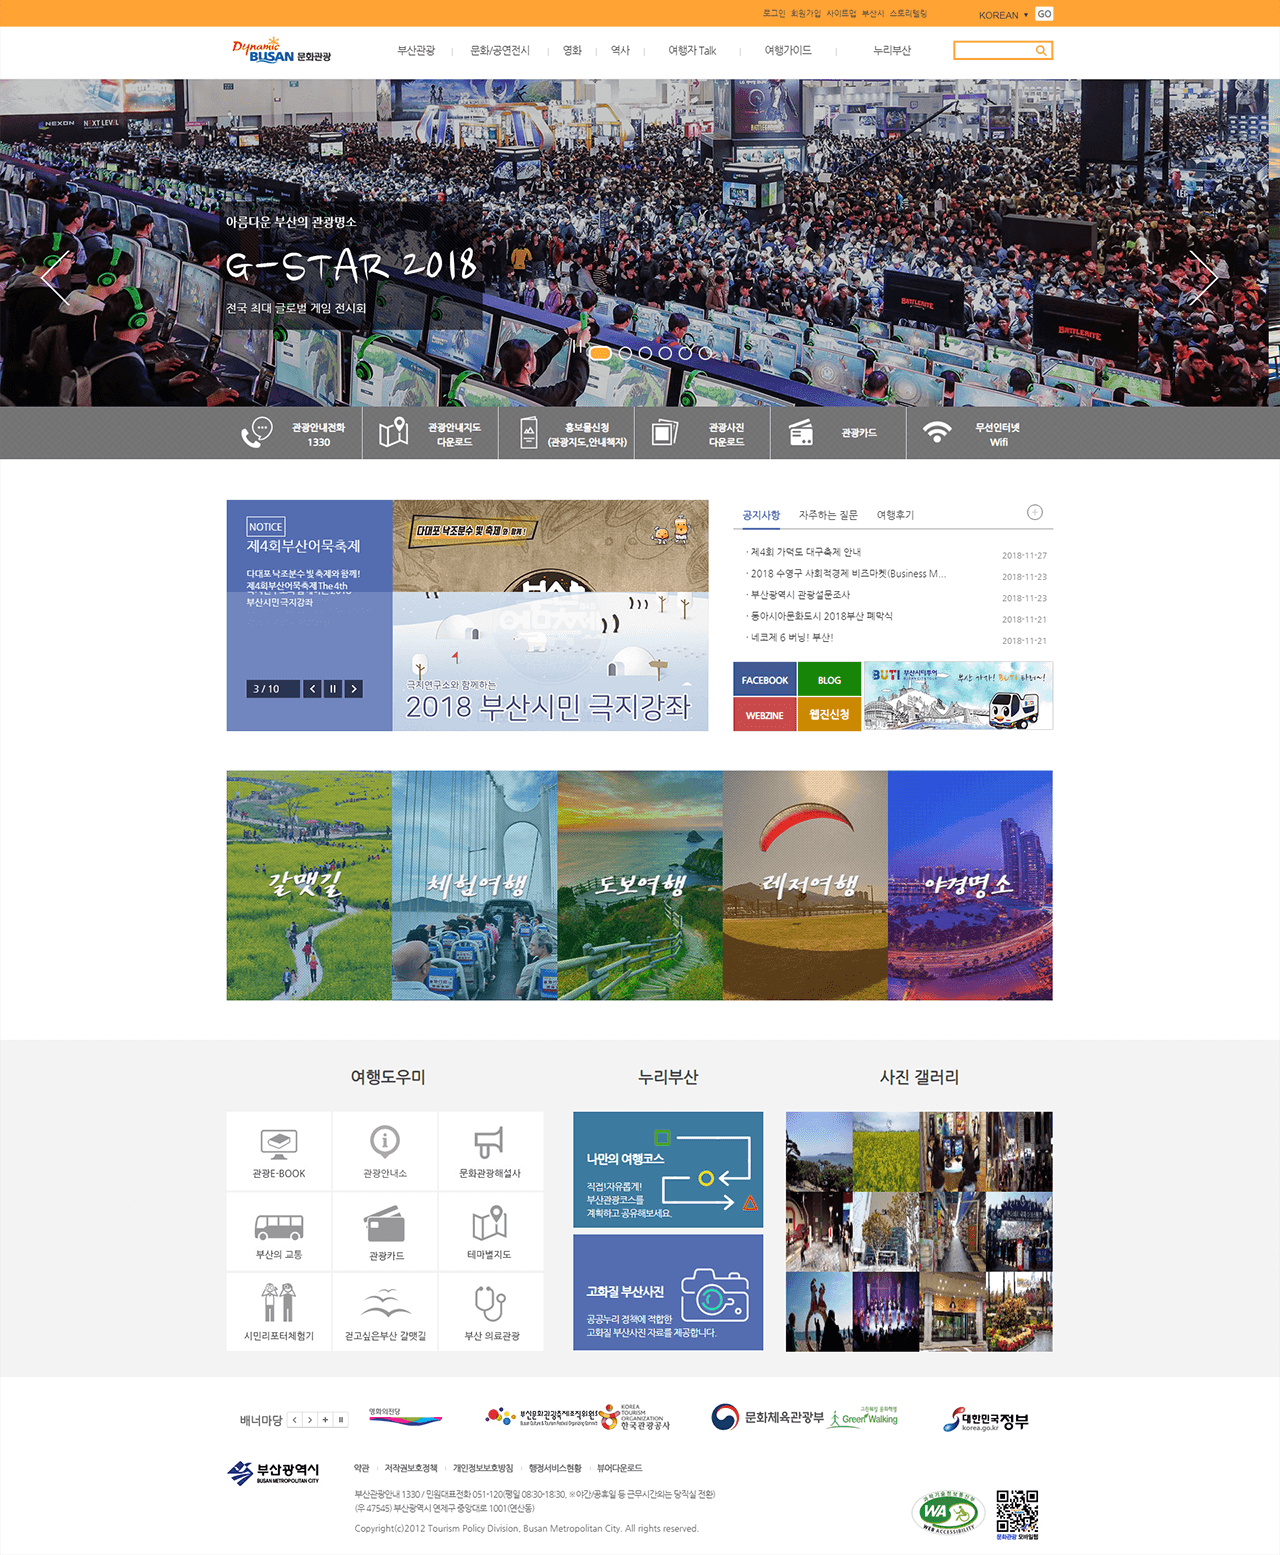 로그인 회원가입 사이트맵 부산시 스토리텔링
KOREAN ▼ GO
Dynamic BUSAN 문화관광
부산관광 문화/공연전시 영화 역사 여행자 Talk 여행가이드 누리부산
NEXON NEXT LEVEL
BATTLERITE
BATTLERITE
아름다운 부산의 관광명소
G-STAR 2018
전국 최대 글로벌 게임 전시회
관광안내전화
1330
관광안내지도
다운로드
홍보물신청
(관광지도,안내책자)
관광사진
다운로드
관광카드
무선인터넷
Wifi
NOTICE
제4회부산어묵축제
다대포 낙조분수 빛 축제와 함께!
제4회부산어묵축제 The 4th
부산시민극지강좌
3 / 10
다대포 낙조분수 빛 축제 와 함께!
극지연구소와 함께하는
2018 부산시민 극지강좌
공지사항 자주하는 질문 여행후기
· 제4회 가덕도 대구축제 안내 2018-11-27
· 2018 수영구 사회적경제 비즈마켓(Business M... 2018-11-23
· 부산광역시 관광설문조사 2018-11-23
· 동아시아문화도시 2018부산 폐막식 2018-11-21
· 네코제 6 버닝! 부산! 2018-11-21
FACEBOOK BLOG
WEBZINE 웹진신청
BUTI 부산시티투어
부산 가자! BUTI 타러~!
갈맷길 체험여행 도보여행 레저여행 야경명소
여행도우미
관광E-BOOK 관광안내소 문화관광해설사
부산의 교통 관광카드 테마별지도
시민리포터체험기 걷고싶은부산 갈맷길 부산 의료관광
누리부산
나만의 여행코스
직접!자유롭게!
부산관광코스를
계획하고 공유해보세요.
고화질 부산사진
공공누리 정책에 적합한
고화질 부산사진 자료를 제공합니다.
사진 갤러리
배너마당
영화의전당
부산문화관광축제조직위원회
KOREA
TOURISM
ORGANIZATION
한국관광공사
문화체육관광부
그린워킹 문화여행
Green Walking
대한민국정부
korea.go.kr
부산광역시
BUSAN METROPOLITAN CITY
약관 저작권보호정책 개인정보보호방침 행정서비스현황 뷰어다운로드
부산관광안내 1330 / 민원대표전화 051-120(평일 08:30-18:30, ※야간/공휴일 등 근무시간외는 당직실 전환)
(우 47545) 부산광역시 연제구 중앙대로 1001(연산동)
Copyright(c)2012 Tourism Policy Division, Busan Metropolitan City. All rights reserved.
WA
WEB ACCESSIBILITY
문화관광 모바일웹